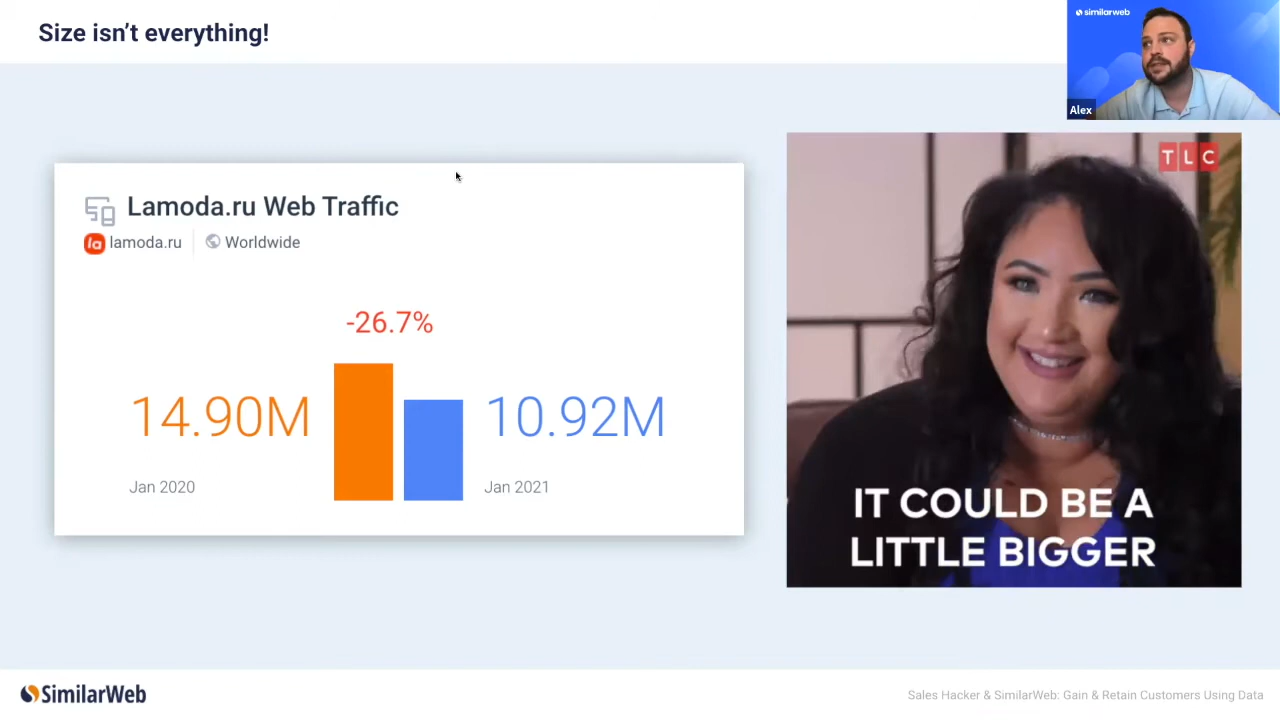 Size isn’t everything!
similarweb
Alex
TLC
Lamoda.ru Web Traffic
la
lamoda.ru
Worldwide
-26.7%
14.90M
10.92M
Jan 2020
Jan 2021
IT COULD BE A
LITTLE BIGGER
SimilarWeb
Sales Hacker & SimilarWeb: Gain & Retain Customers Using Data